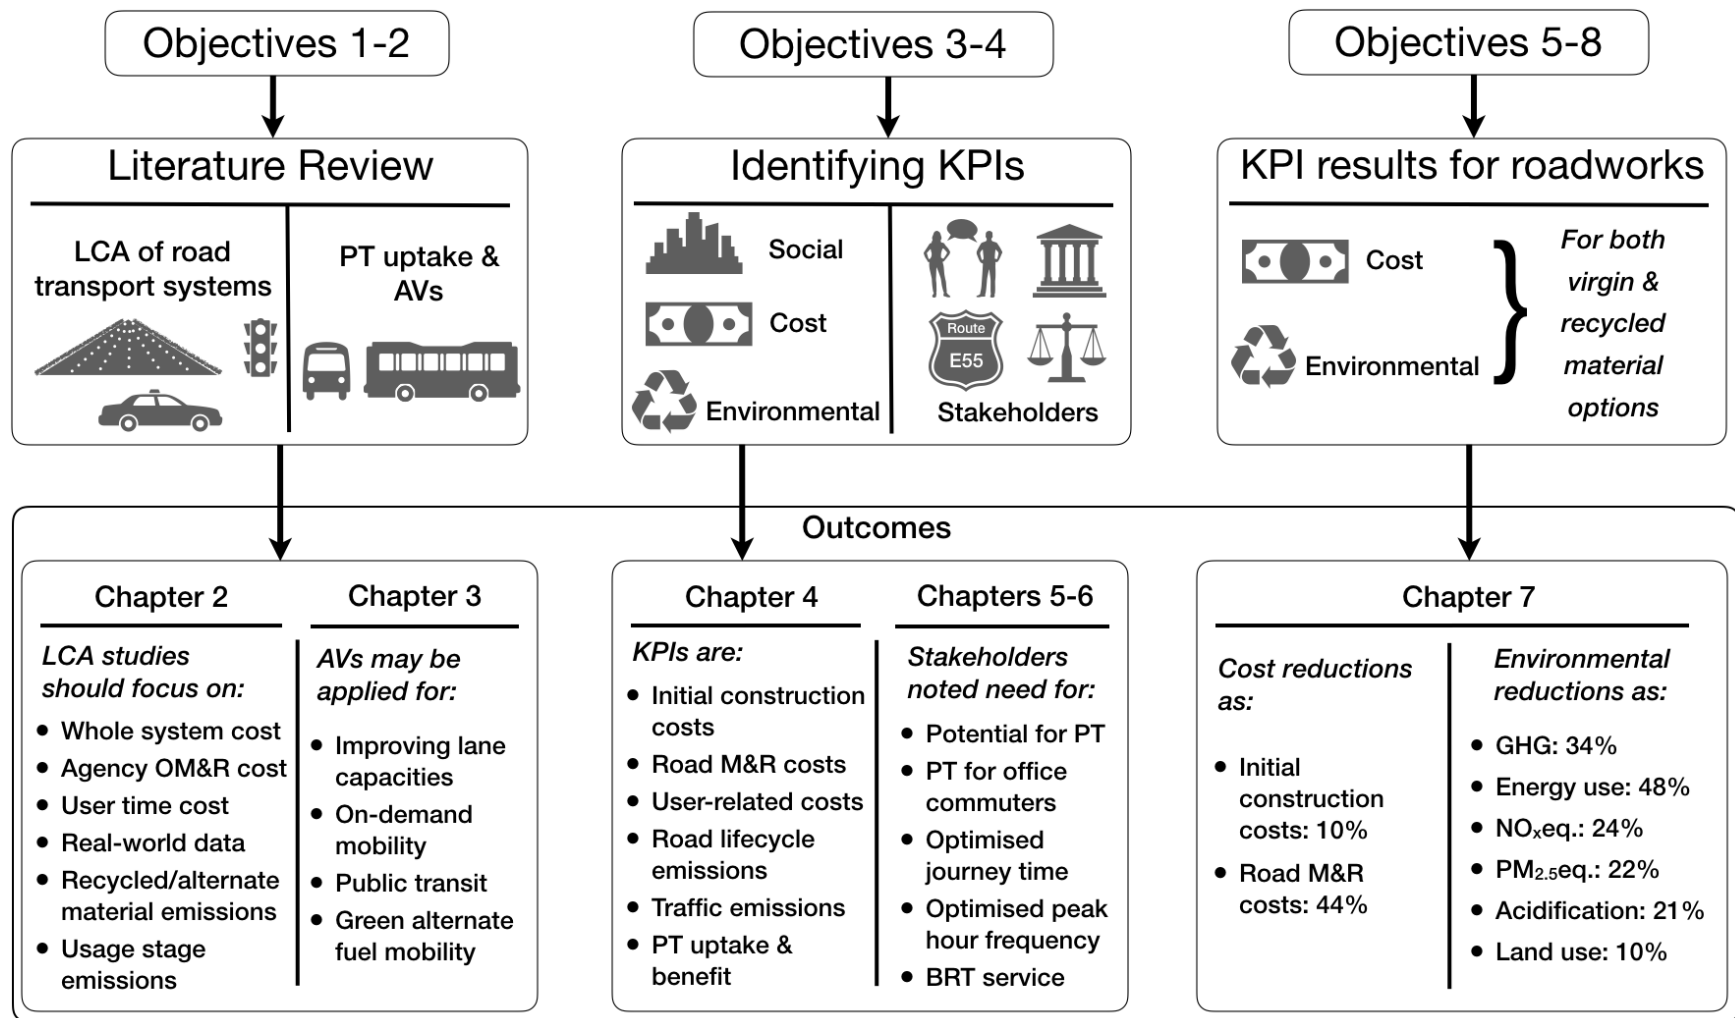 Objectives 1-2
Objectives 3-4
Objectives 5-8
Literature Review
LCA of road
transport systems
PT uptake &
AVs
Identifying KPIs
Social
Cost
Environmental
Route
E55
Stakeholders
KPI results for roadworks
Cost
Environmental
For both
virgin &
recycled
material
options
Outcomes
Chapter 2
LCA studies
should focus on:
• Whole system cost
• Agency OM&R cost
• User time cost
• Real-world data
• Recycled/alternate
material emissions
• Usage stage
emissions
Chapter 3
AVs may be
applied for:
• Improving lane
capacities
• On-demand
mobility
• Public transit
• Green alternate
fuel mobility
Chapter 4
KPIs are:
• Initial construction
costs
• Road M&R costs
• User-related costs
• Road lifecycle
emissions
• Traffic emissions
• PT uptake &
benefit
Chapters 5-6
Stakeholders
noted need for:
• Potential for PT
• PT for office
commuters
• Optimised
journey time
• Optimised peak
hour frequency
• BRT service
Chapter 7
Cost reductions
as:
• Initial
construction
costs: 10%
• Road M&R
costs: 44%
Environmental
reductions as:
• GHG: 34%
• Energy use: 48%
• NOₓeq.: 24%
• PM₂.₅eq.: 22%
• Acidification: 21%
• Land use: 10%